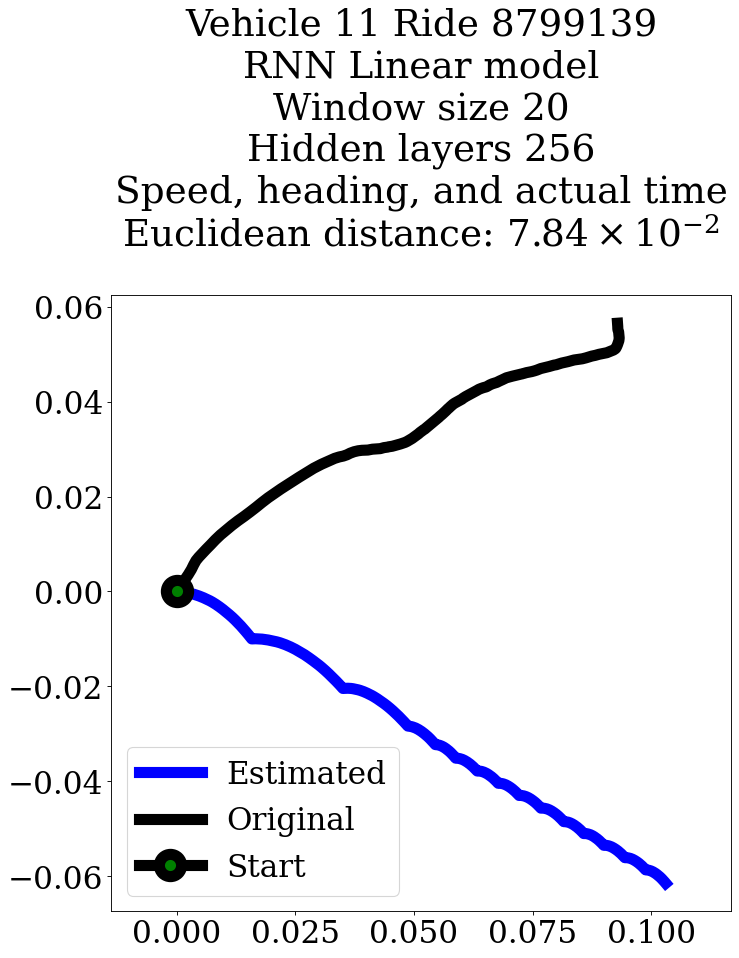 Vehicle 11 Ride 8799139
RNN Linear model
Window size 20
Hidden layers 256
Speed, heading, and actual time
Euclidean distance: 7.84 × 10⁻²
0.06
0.04
0.02
0.00
−0.02
−0.04
−0.06
Estimated
Original
Start
0.000 0.025 0.050 0.075 0.100